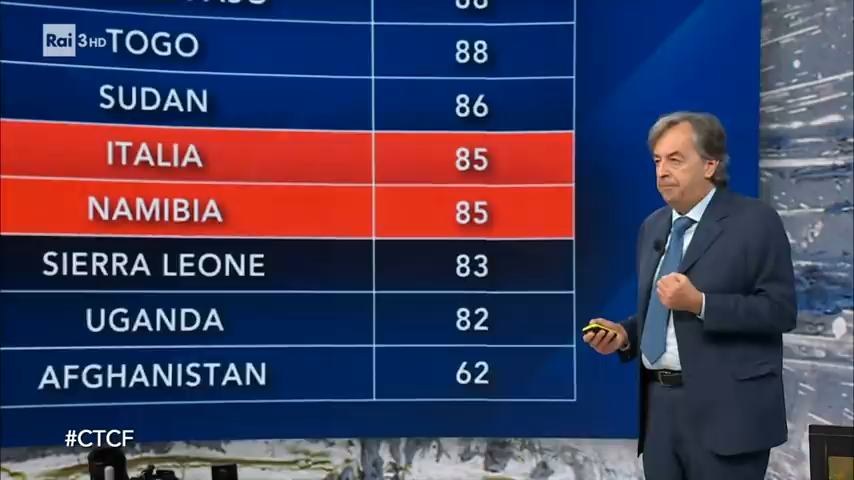 Rai 3HD
TOGO 88
SUDAN 86
ITALIA 85
NAMIBIA 85
SIERRA LEONE 83
UGANDA 82
AFGHANISTAN 62
#CTCF